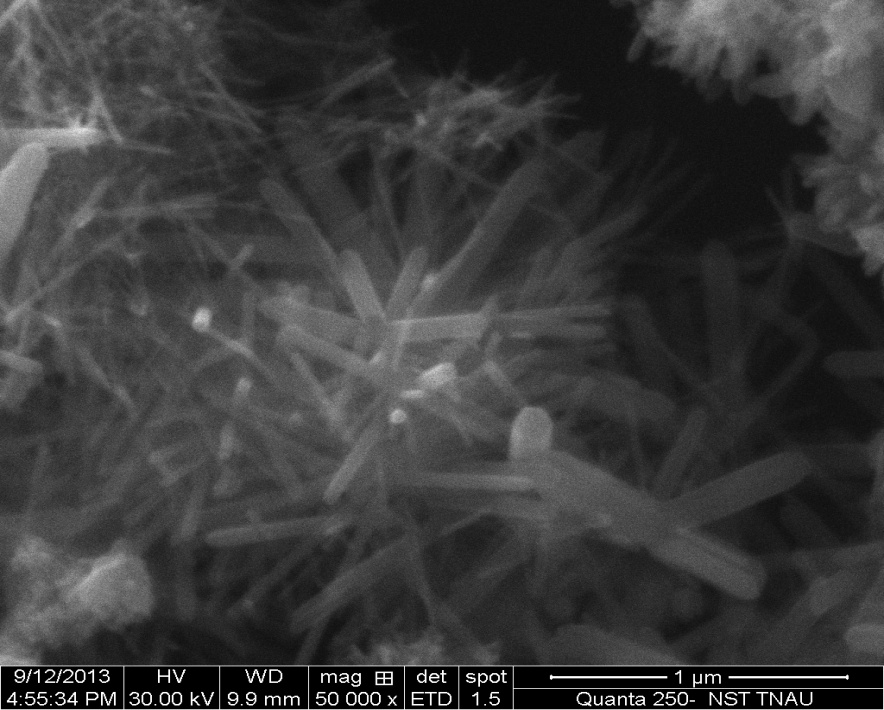 9/12/2013 HV WD mag det spot 1 µm
4:55:34 PM 30.00 kV 9.9 mm 50 000 x ETD 1.5 Quanta 250- NST TNAU